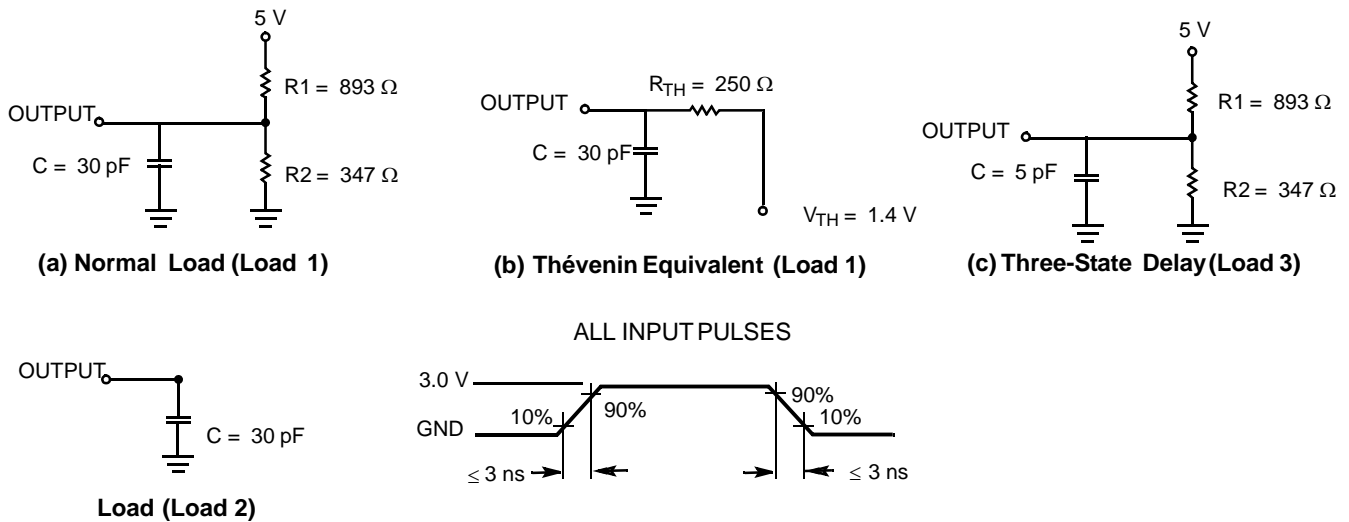 5 V
R1 = 893 Ω
OUTPUT
C = 30 pF
R2 = 347 Ω
(a) Normal Load (Load 1)
RTH = 250 Ω
OUTPUT
C = 30 pF
VTH = 1.4 V
(b) Thévenin Equivalent (Load 1)
5 V
R1 = 893 Ω
OUTPUT
C = 5 pF
R2 = 347 Ω
(c) Three-State Delay (Load 3)
OUTPUT
C = 30 pF
Load (Load 2)
ALL INPUT PULSES
3.0 V
GND
10%
90%
90%
10%
≤ 3 ns
≤ 3 ns